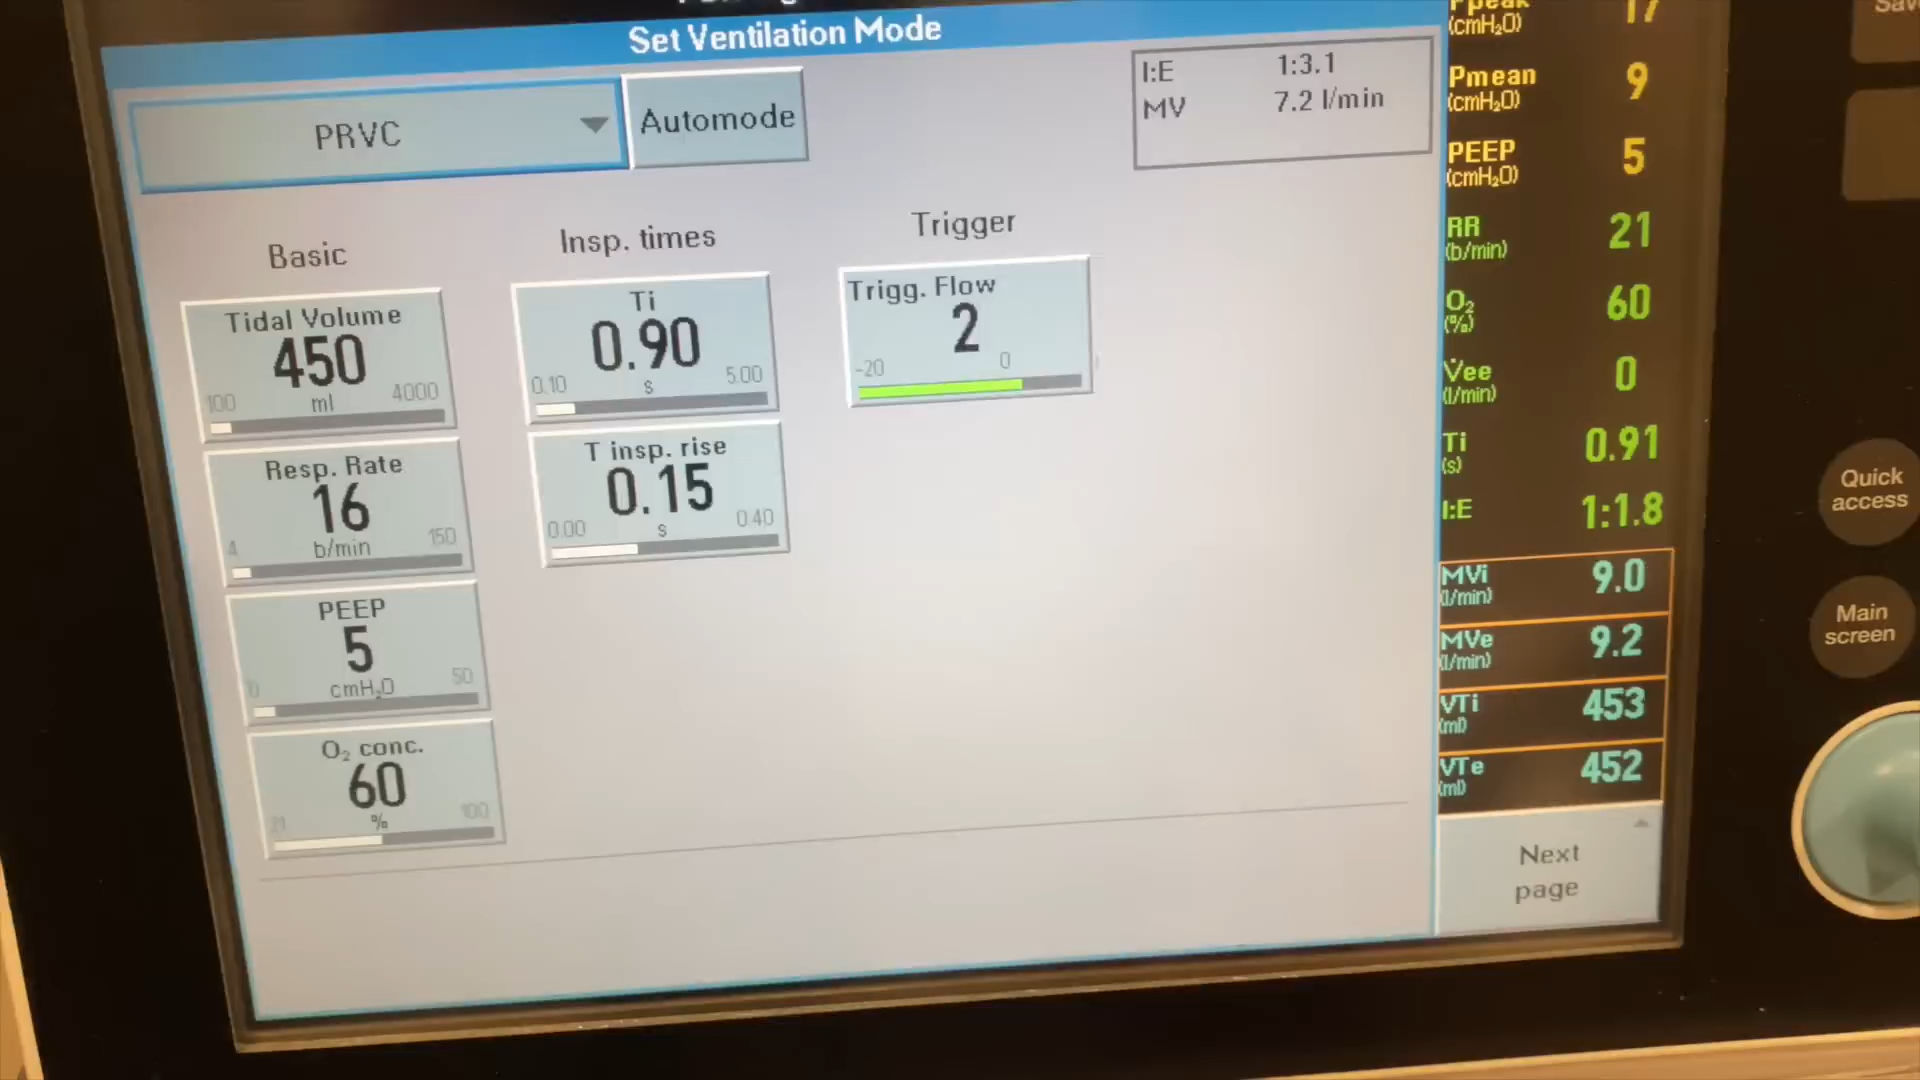 Set Ventilation Mode
PRVC
Automode
I:E 1:3.1
MV 7.2 l/min
Basic
Insp. times
Trigger
Tidal Volume
450
100 ml 4000
Resp. Rate
16
4 b/min 150
PEEP
5
0 cmH₂O 50
O₂ conc.
60
21 % 100
Ti
0.90
0.10 s 5.00
T insp. rise
0.15
0.00 s 0.40
Trigg. Flow
2
-20 0
Ppeak 17
(cmH₂O)
Pmean 9
(cmH₂O)
PEEP 5
(cmH₂O)
RR 21
(b/min)
O₂ 60
(%)
V̇ee 0
(l/min)
Ti 0.91
(s)
I:E 1:1.8
MVi 9.0
(l/min)
MVe 9.2
(l/min)
VTi 453
(ml)
VTe 452
(ml)
Next
page
Quick
access
Main
screen